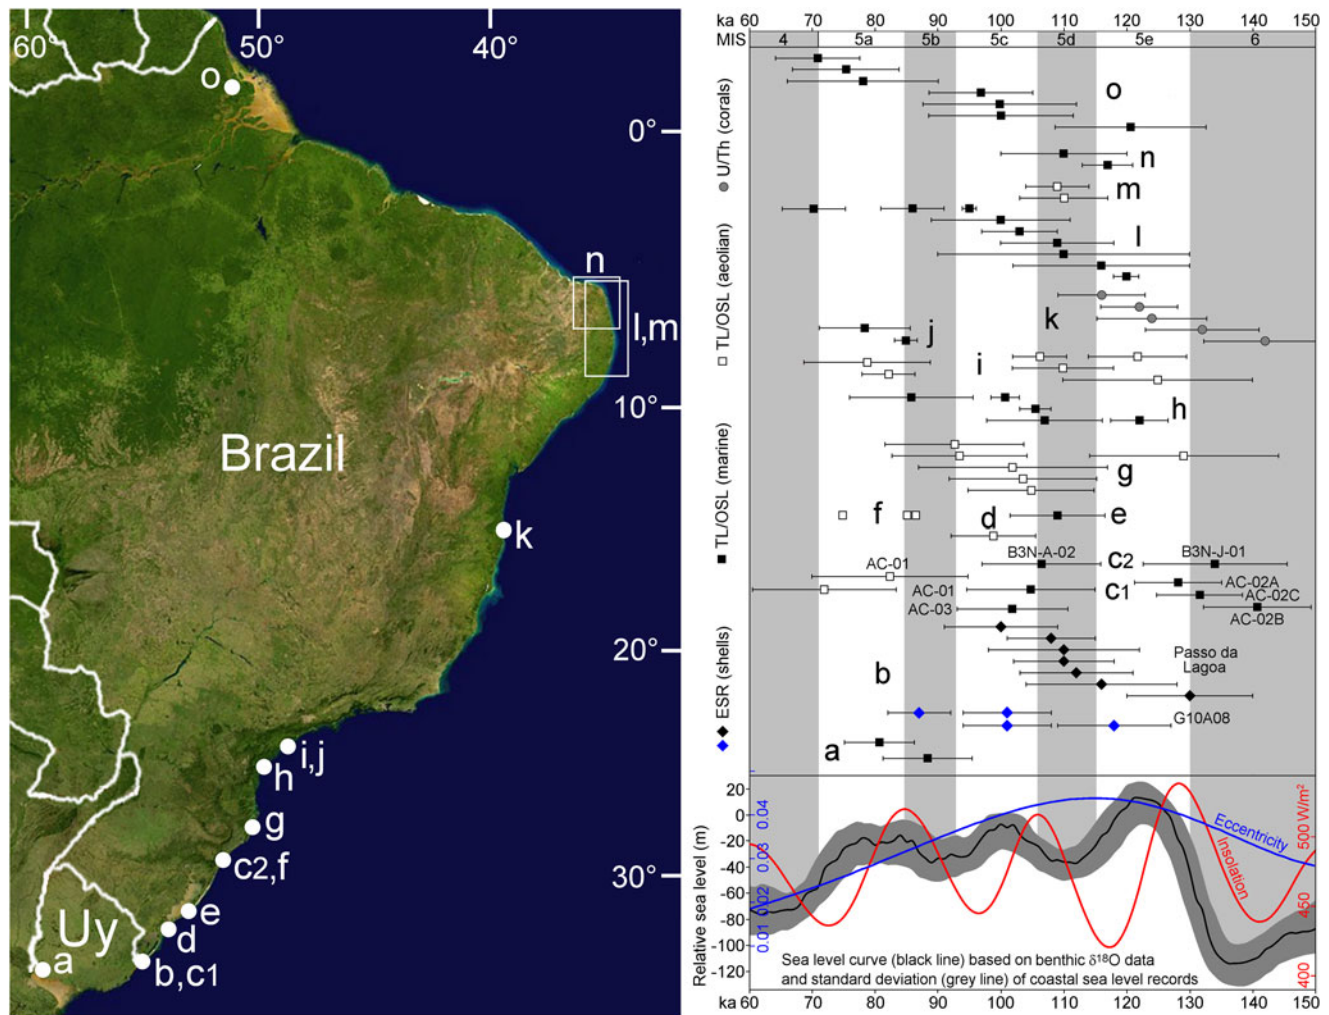 60°
50°
40°
o
0°
n
l,m
10°
Brazil
k
20°
i,j
h
g
c2,f
30°
e
Uy
d
a
b,c1
ka 60 70 80 90 100 110 120 130 140 150
MIS 4 5a 5b 5c 5d 5e 6
ESR (shells)
TL/OSL (marine)
TL/OSL (aeolian)
U/Th (corals)
o
n
m
l
k
j
i
h
g
f
e
d
B3N-A-02
c2
B3N-J-01
AC-01
AC-02A
AC-01
c1
AC-02C
AC-03
AC-02B
Passo da
Lagoa
b
G10A08
a
Relative sea level (m)
20
0
-20
-40
-60
-80
-100
-120
0.04
0.03
0.02
0.01
Eccentricity
Insolation
500 W/m²
450
400
Sea level curve (black line) based on benthic δ¹⁸O data
and standard deviation (grey line) of coastal sea level records
ka 60 70 80 90 100 110 120 130 140 150